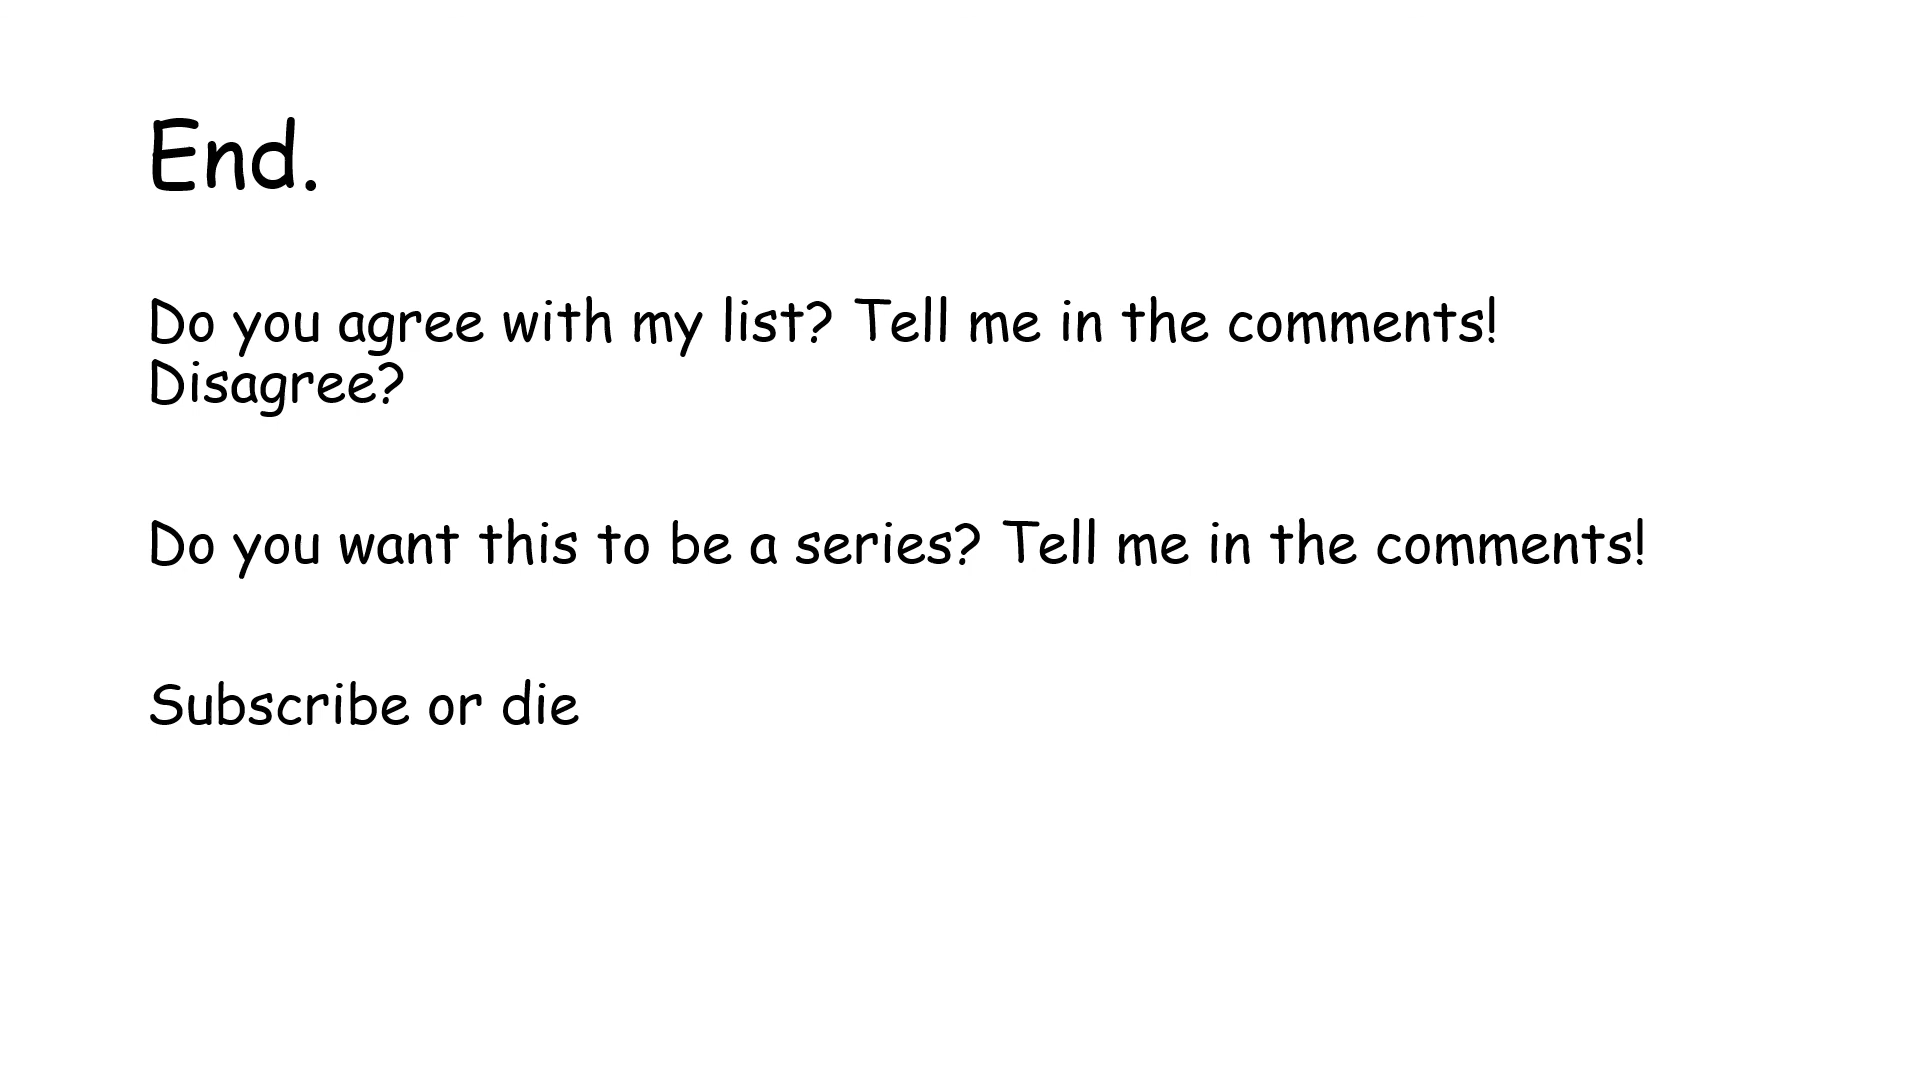 End.
Do you agree with my list? Tell me in the comments!
Disagree?
Do you want this to be a series? Tell me in the comments!
Subscribe or die